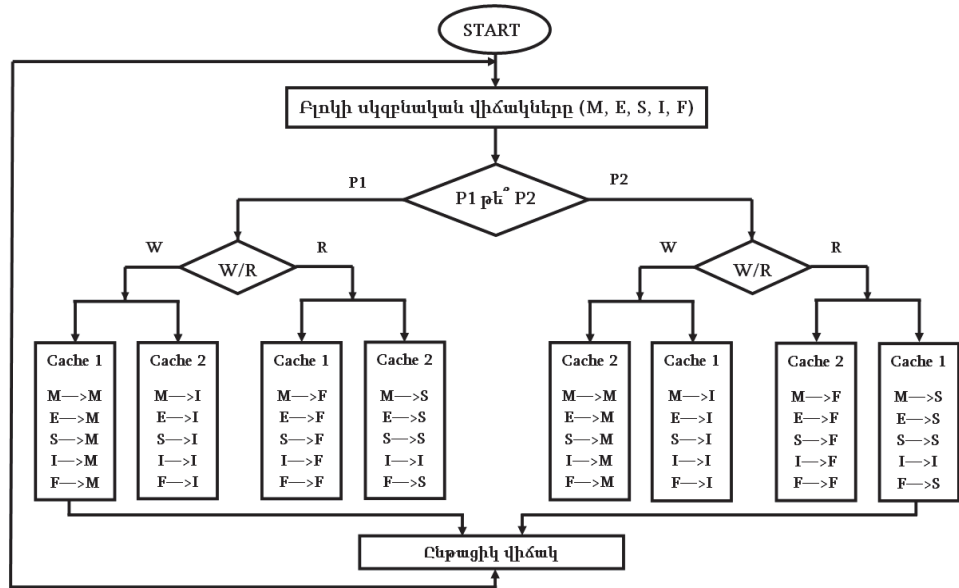 START
Բլոկի սկզբնական վիճակները (M, E, S, I, F)
P1 թե՞ P2
P1
P2
W
W/R
R
W
W/R
R
Cache 1
M—>M
E—>M
S—>M
I—>M
F—>M
Cache 2
M—>I
E—>I
S—>I
I—>I
F—>I
Cache 1
M—>F
E—>F
S—>F
I—>F
F—>F
Cache 2
M—>S
E—>S
S—>S
I—>I
F—>S
Cache 2
M—>M
E—>M
S—>M
I—>M
F—>M
Cache 1
M—>I
E—>I
S—>I
I—>I
F—>I
Cache 2
M—>F
E—>F
S—>F
I—>F
F—>F
Cache 1
M—>S
E—>S
S—>S
I—>I
F—>S
Ընթացիկ վիճակ